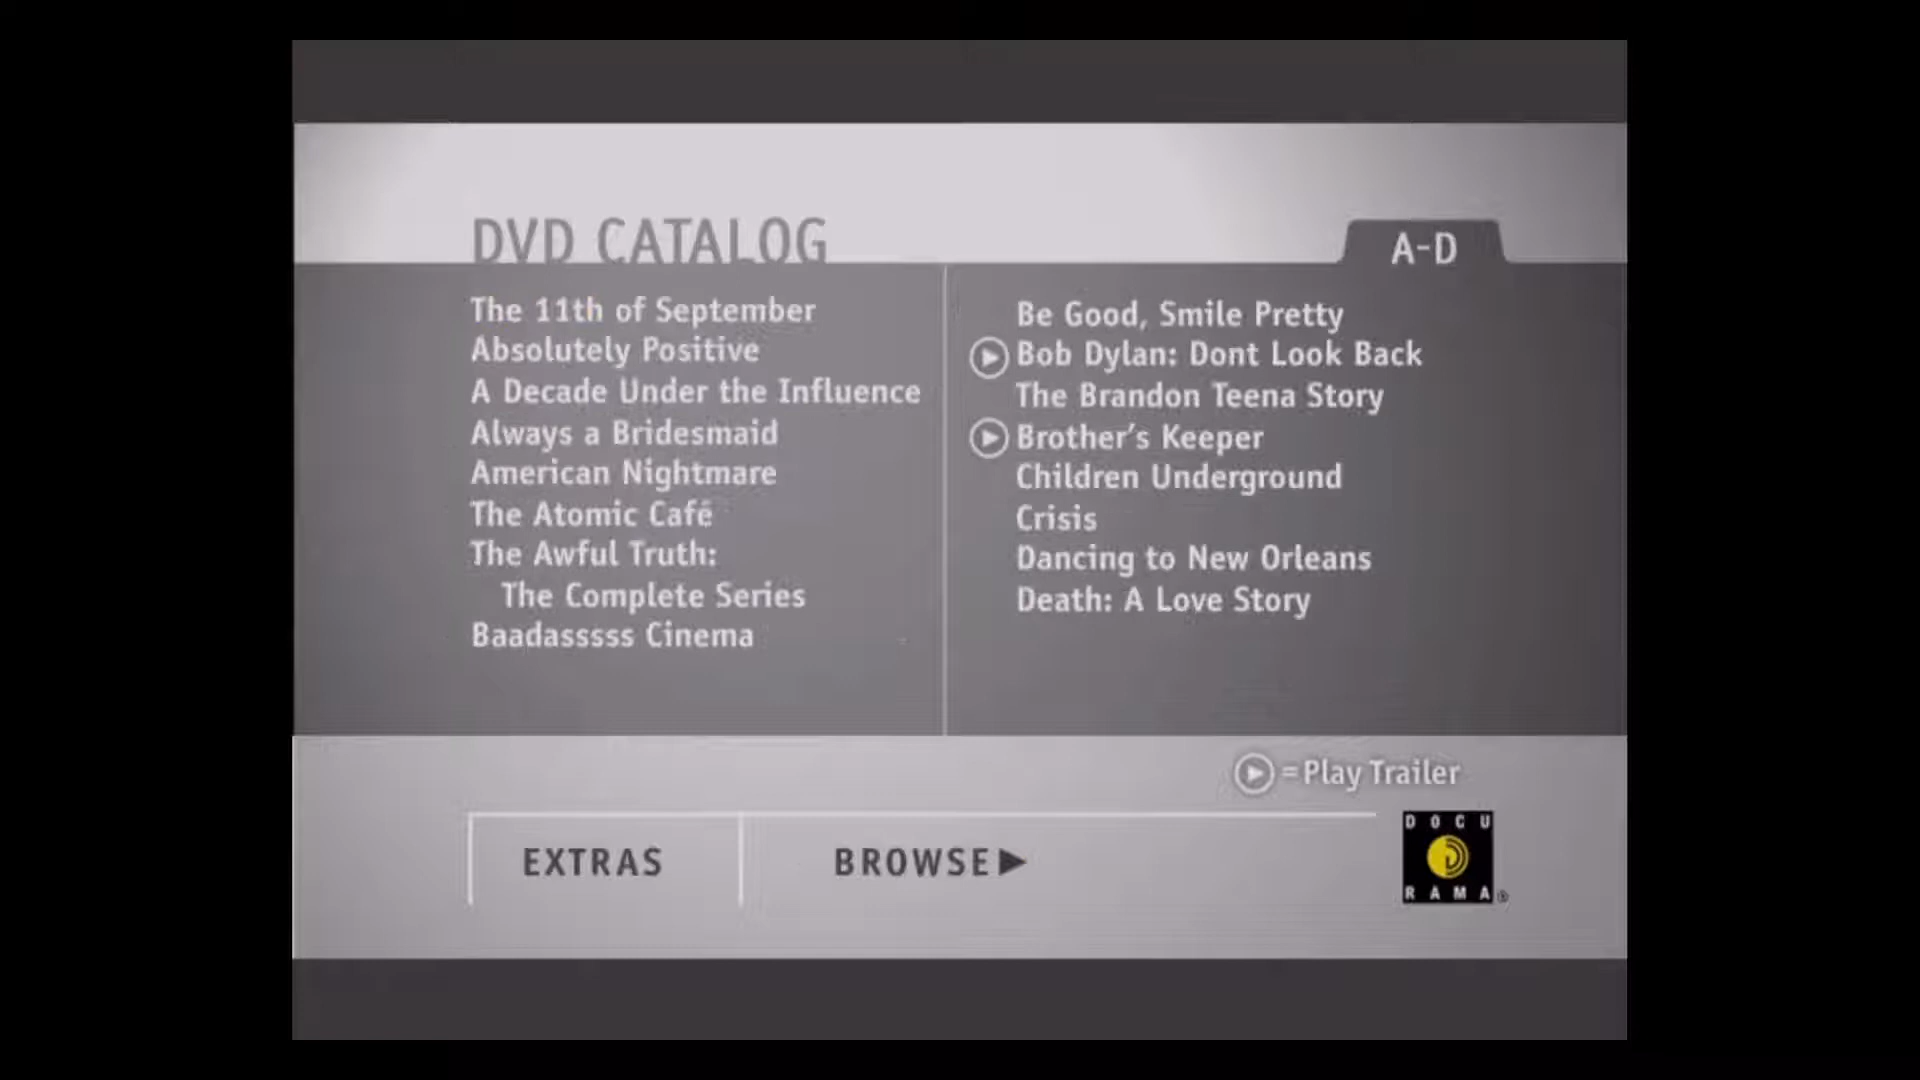 DVD CATALOG
A-D
The 11th of September
Absolutely Positive
A Decade Under the Influence
Always a Bridesmaid
American Nightmare
The Atomic Café
The Awful Truth:
The Complete Series
Baadasssss Cinema
Be Good, Smile Pretty
Bob Dylan: Dont Look Back
The Brandon Teena Story
Brother's Keeper
Children Underground
Crisis
Dancing to New Orleans
Death: A Love Story
=Play Trailer
EXTRAS
BROWSE
DOCU
RAMA®